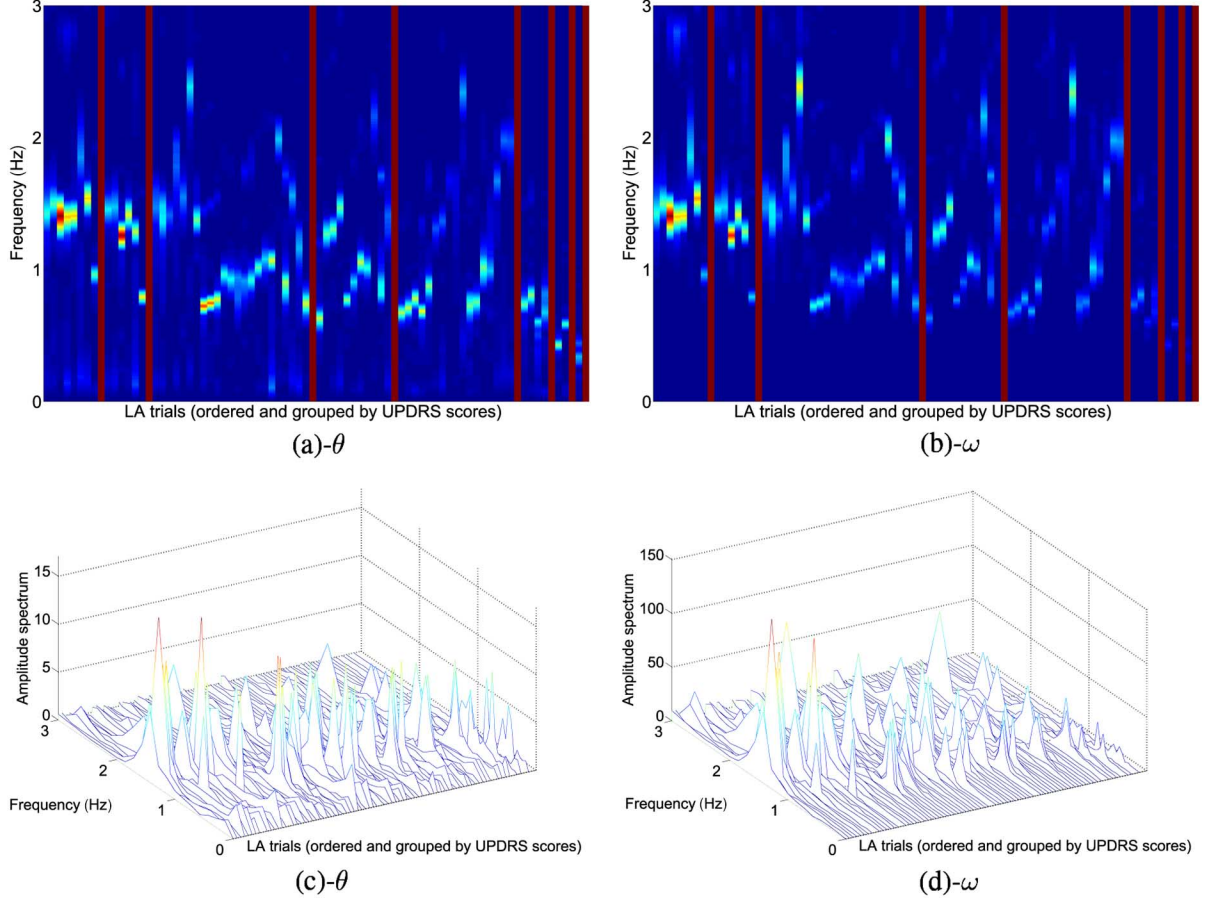 3
2
1
0
Frequency (Hz)
LA trials (ordered and grouped by UPDRS scores)
(a)-θ
3
2
1
0
Frequency (Hz)
LA trials (ordered and grouped by UPDRS scores)
(b)-ω
15
10
5
0
Amplitude spectrum
3
2
1
0
Frequency (Hz)
LA trials (ordered and grouped by UPDRS scores)
(c)-θ
150
100
50
0
Amplitude spectrum
3
2
1
0
Frequency (Hz)
LA trials (ordered and grouped by UPDRS scores)
(d)-ω